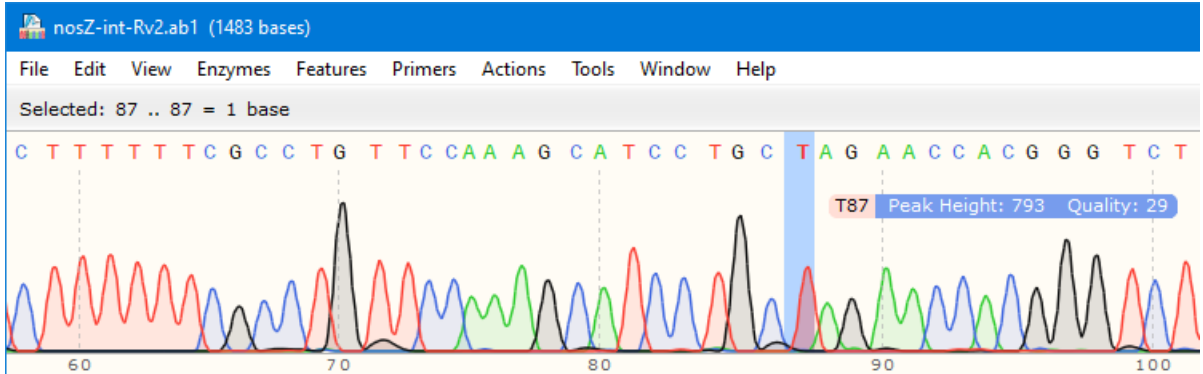 nosZ-int-Rv2.ab1 (1483 bases)
File Edit View Enzymes Features Primers Actions Tools Window Help
Selected: 87 .. 87 = 1 base
C T T T T T T C G C C T G T T C C A A A G C A T C C T G C T A G A A C C A C G G G T C T
T87 Peak Height: 793 Quality: 29
60 70 80 90 100